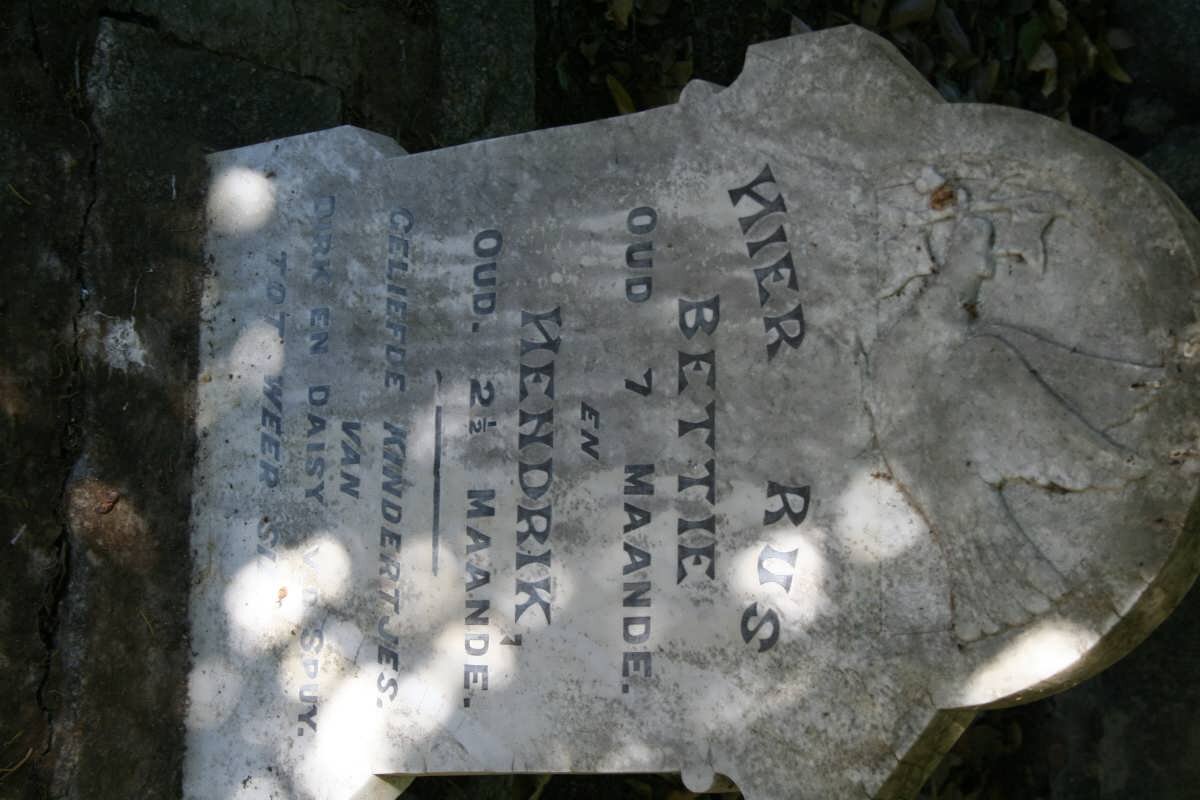 HIER RUS
BETTIE
OUD 7 MAANDE.
EN
HENDRIK,
OUD. 2½ MAANDE.
GELIEFDE KINDERTJES.
VAN
DIRK EN DAISY V.D. SPUY.
TOT WEER